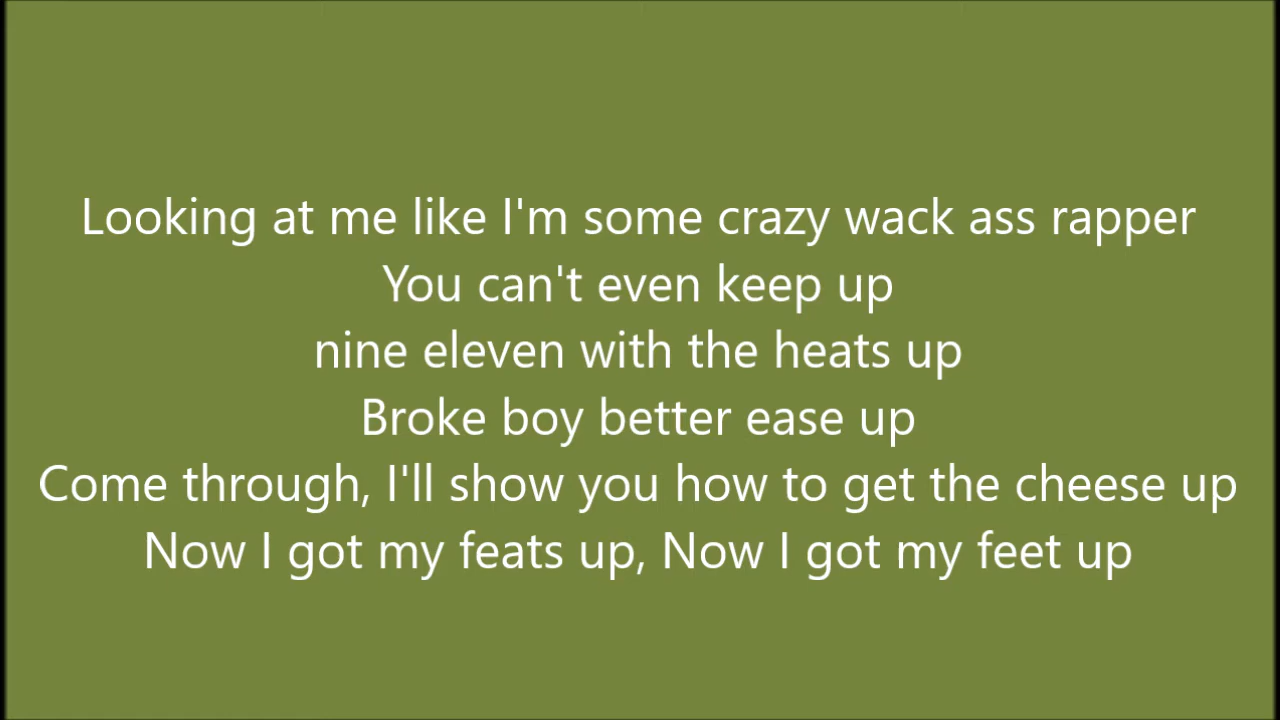 Looking at me like I'm some crazy wack ass rapper
You can't even keep up
nine eleven with the heats up
Broke boy better ease up
Come through, I'll show you how to get the cheese up
Now I got my feats up, Now I got my feet up